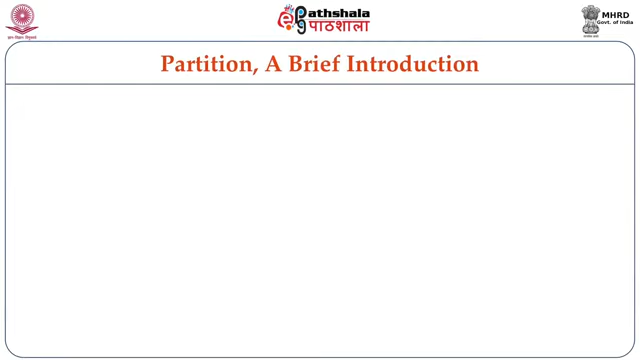 ePathshala
पाठशाला
MHRD
Govt. of India
Partition, A Brief Introduction